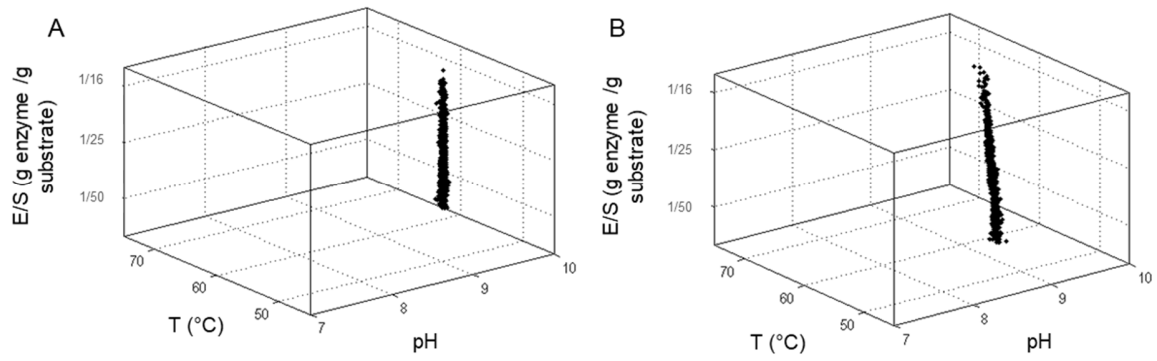 A
E/S (g enzyme /g
substrate)
1/16
1/25
1/50
70
60
50
T (°C)
7
8
9
10
pH
B
E/S (g enzyme /g
substrate)
1/16
1/25
1/50
70
60
50
T (°C)
7
8
9
10
pH